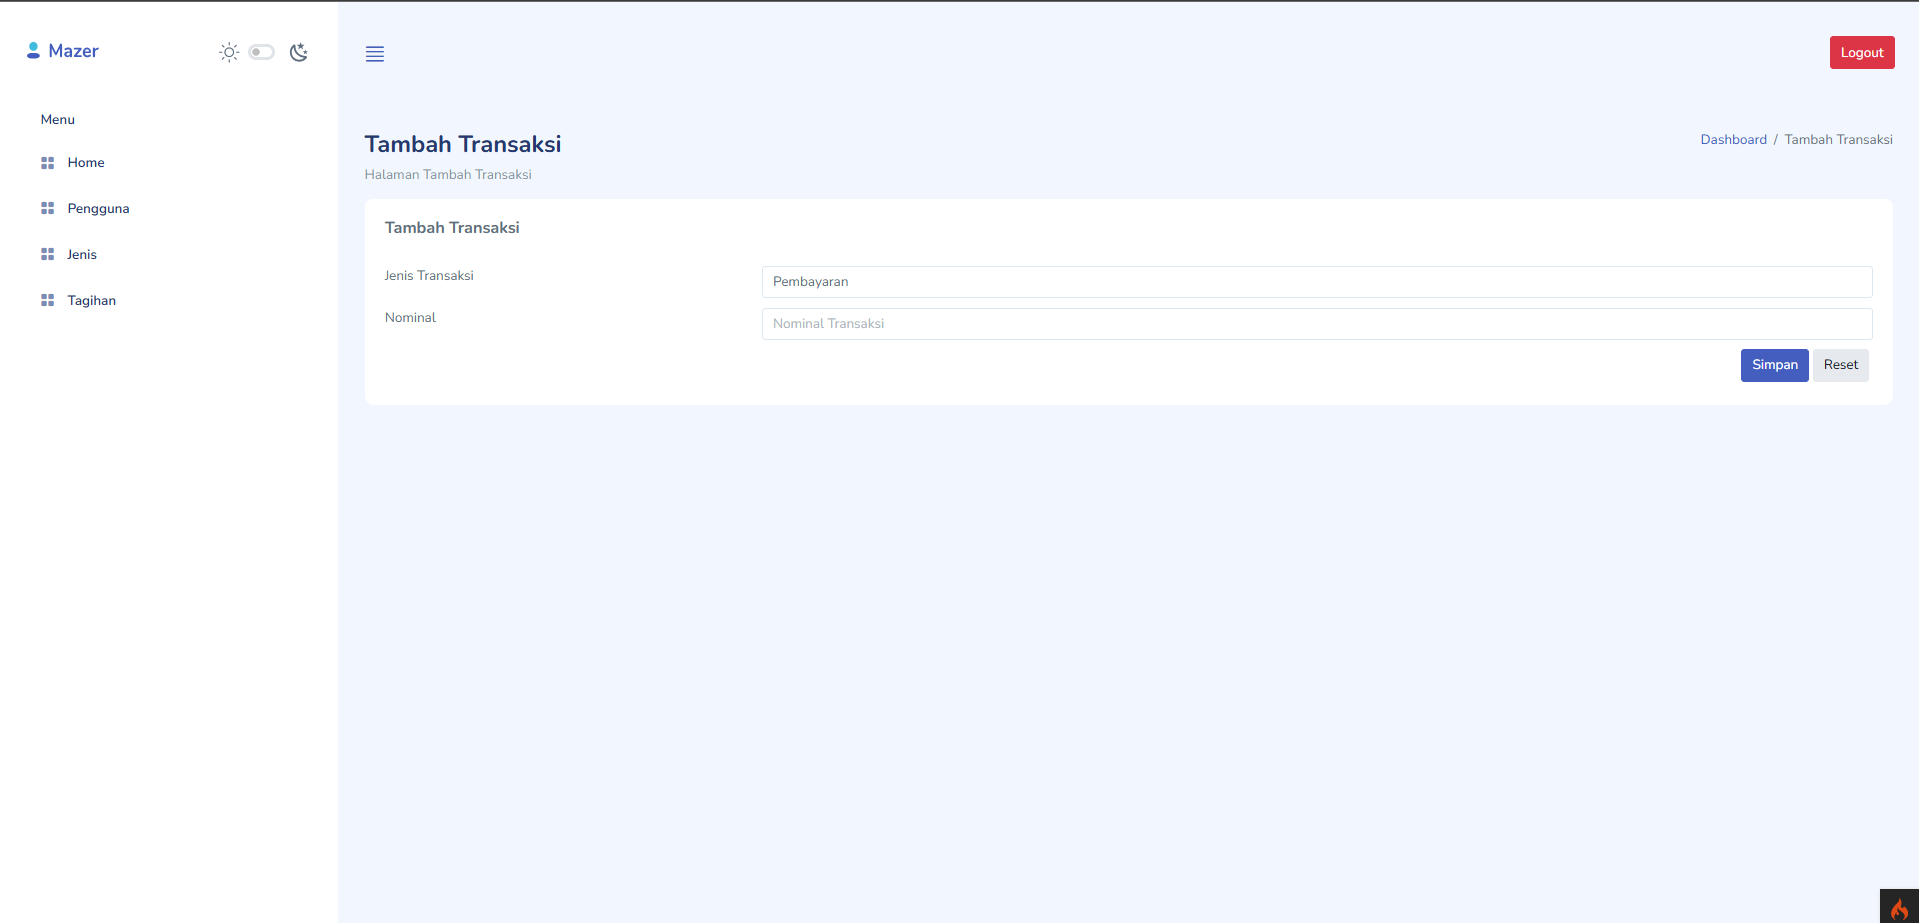 Mazer
Logout
Menu
Home
Pengguna
Jenis
Tagihan
Tambah Transaksi
Halaman Tambah Transaksi
Dashboard / Tambah Transaksi
Tambah Transaksi
Jenis Transaksi
Pembayaran
Nominal
Nominal Transaksi
Simpan Reset